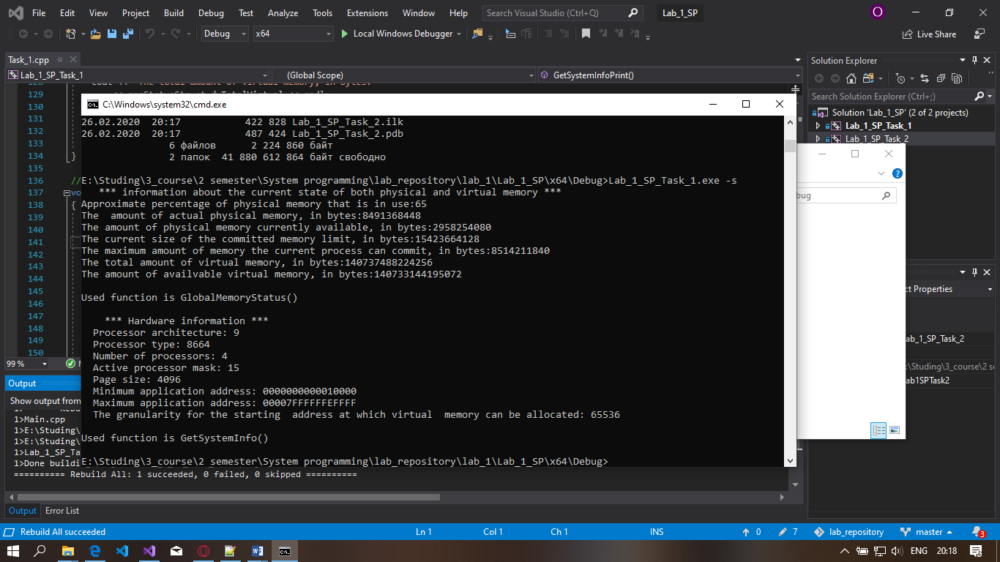 File Edit View Project Build Debug Test Analyze Tools Extensions Window Help Search Visual Studio (Ctrl+Q) Lab_1_SP O
Debug x64 Local Windows Debugger Live Share
Task_1.cpp
Lab_1_SP_Task_1 (Global Scope) GetSystemInfoPrint()
129
130
131
132
133
134 }
135
136 //
137 vo
138 {
139
140
141
142
143
144
145
146
147
148
149
150
99 %
C:\Windows\system32\cmd.exe
26.02.2020 20:17 422 828 Lab_1_SP_Task_2.ilk
26.02.2020 20:17 487 424 Lab_1_SP_Task_2.pdb
6 файлов 2 224 860 байт
2 папок 41 880 612 864 байт свободно
E:\Studing\3_course\2 semester\System programming\lab_repository\lab_1\Lab_1_SP\x64\Debug>Lab_1_SP_Task_1.exe -s
*** information about the current state of both physical and virtual memory ***
Approximate percentage of physical memory that is in use:65
The amount of actual physical memory, in bytes:8491368448
The amount of physical memory currently available, in bytes:2958254080
The current size of the committed memory limit, in bytes:15423664128
The maximum amount of memory the current process can commit, in bytes:8514211840
The total amount of virtual memory, in bytes:140737488224256
The amount of availvable virtual memory, in bytes:140733144195072
Used function is GlobalMemoryStatus()
*** Hardware information ***
Processor architecture: 9
Processor type: 8664
Number of processors: 4
Active processor mask: 15
Page size: 4096
Minimum application address: 0000000000010000
Maximum application address: 00007FFFFFFEFFFF
The granularity for the starting address at which virtual memory can be allocated: 65536
Used function is GetSystemInfo()
E:\Studing\3_course\2 semester\System programming\lab_repository\lab_1\Lab_1_SP\x64\Debug>
Solution Explorer
Search Solution Explorer (Ctrl+;)
Solution 'Lab_1_SP' (2 of 2 projects)
Lab_1_SP_Task_1
Lab_1_SP_Task_2
bug
ct Properties
ab_1_SP_Task_2
:\Studing\3_course\2 se
ab1SPTask2
Output
Show output from
1>Main.cpp
1>E:\Studing\
1>E:\Studing\
1>Lab_1_SP_Ta
1>Done buildi
========== Rebuild All: 1 succeeded, 0 failed, 0 skipped ==========
Output Error List
Rebuild All succeeded Ln 1 Col 1 Ch 1 INS 0 7 lab_repository master 3
ENG 20:18